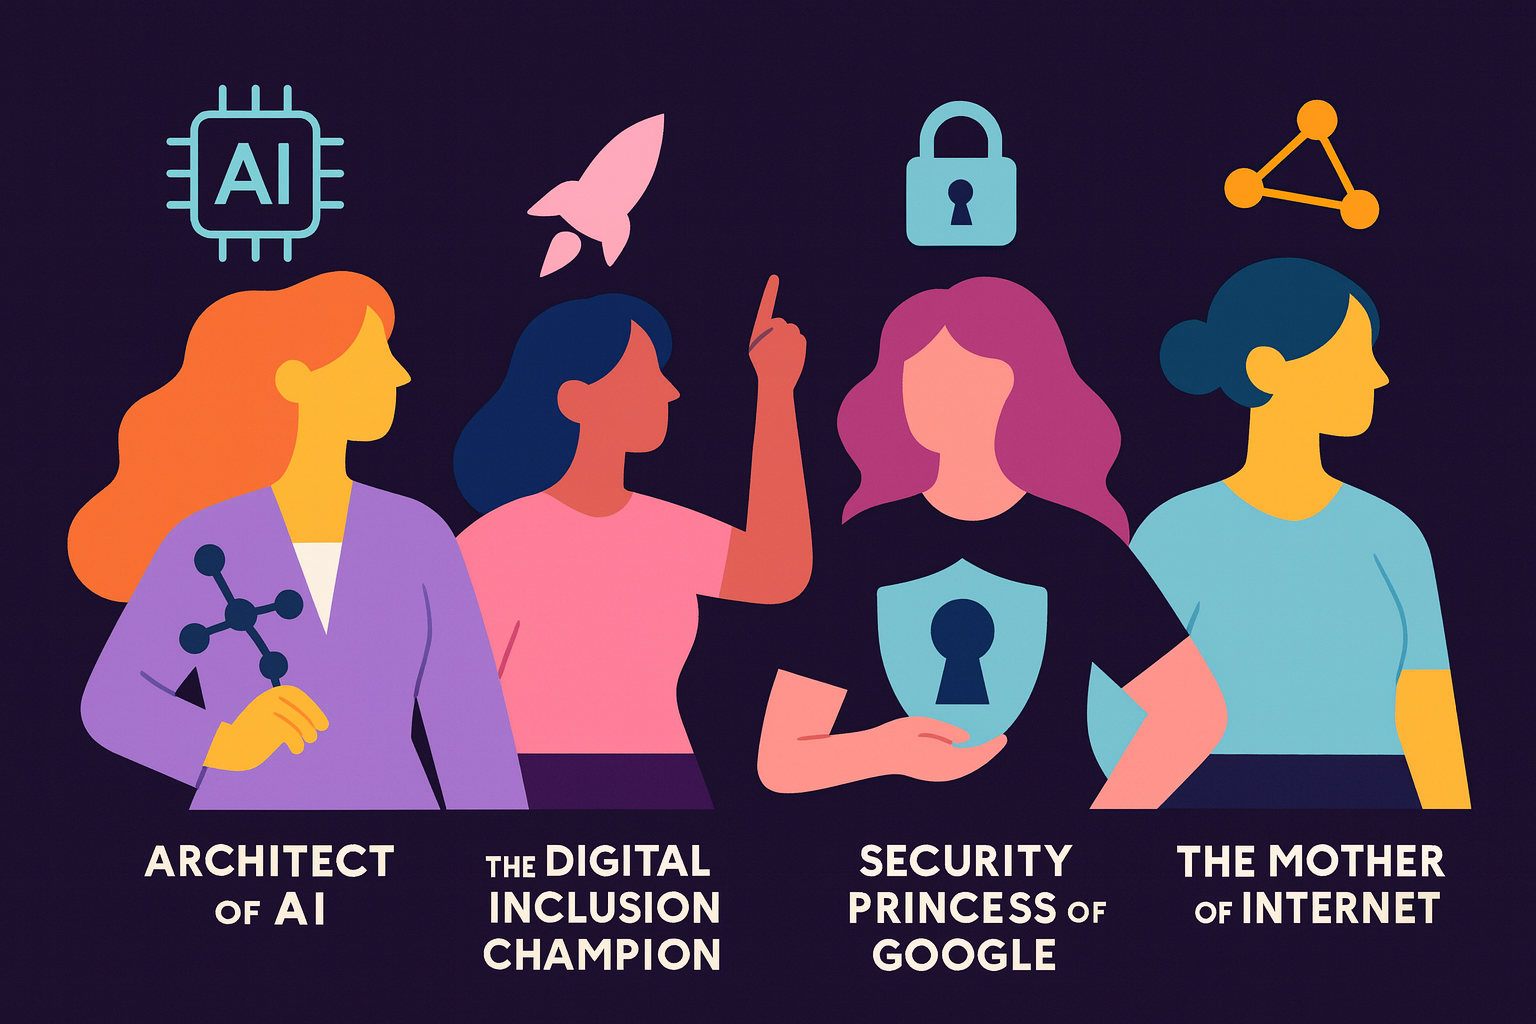 AI
ARCHITECT
OF AI
THE DIGITAL
INCLUSION
CHAMPION
SECURITY
PRINCESS OF
GOOGLE
THE MOTHER
OF INTERNET